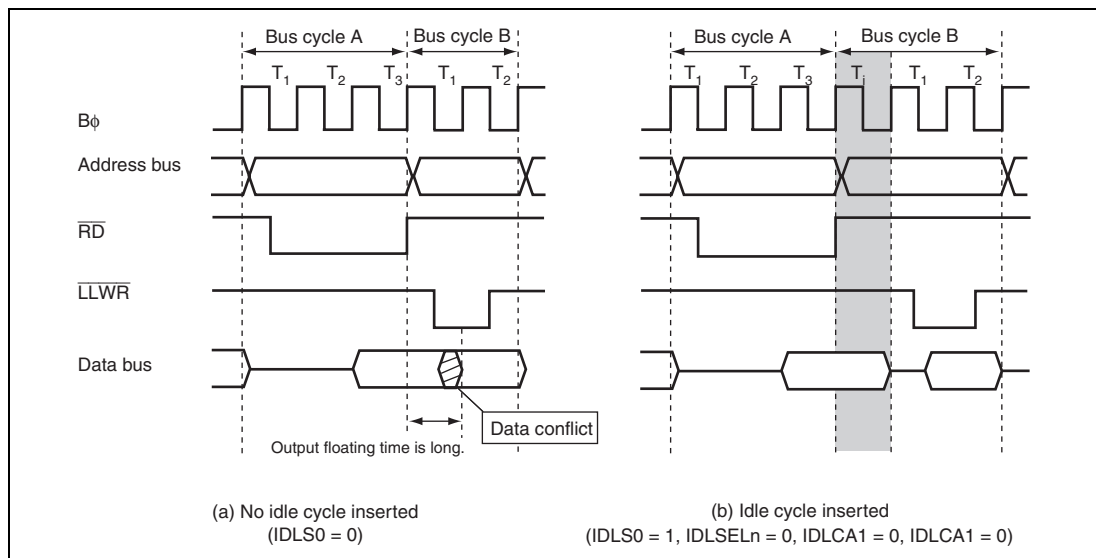 Bus cycle A Bus cycle B Bus cycle A Bus cycle B
T1 T2 T3 T1 T2 T1 T2 T3 Ti T1 T2
Bφ
Address bus
RD
LLWR
Data bus
Data conflict
Output floating time is long.
(a) No idle cycle inserted
(IDLS0 = 0)
(b) Idle cycle inserted
(IDLS0 = 1, IDLSELn = 0, IDLCA1 = 0, IDLCA1 = 0)